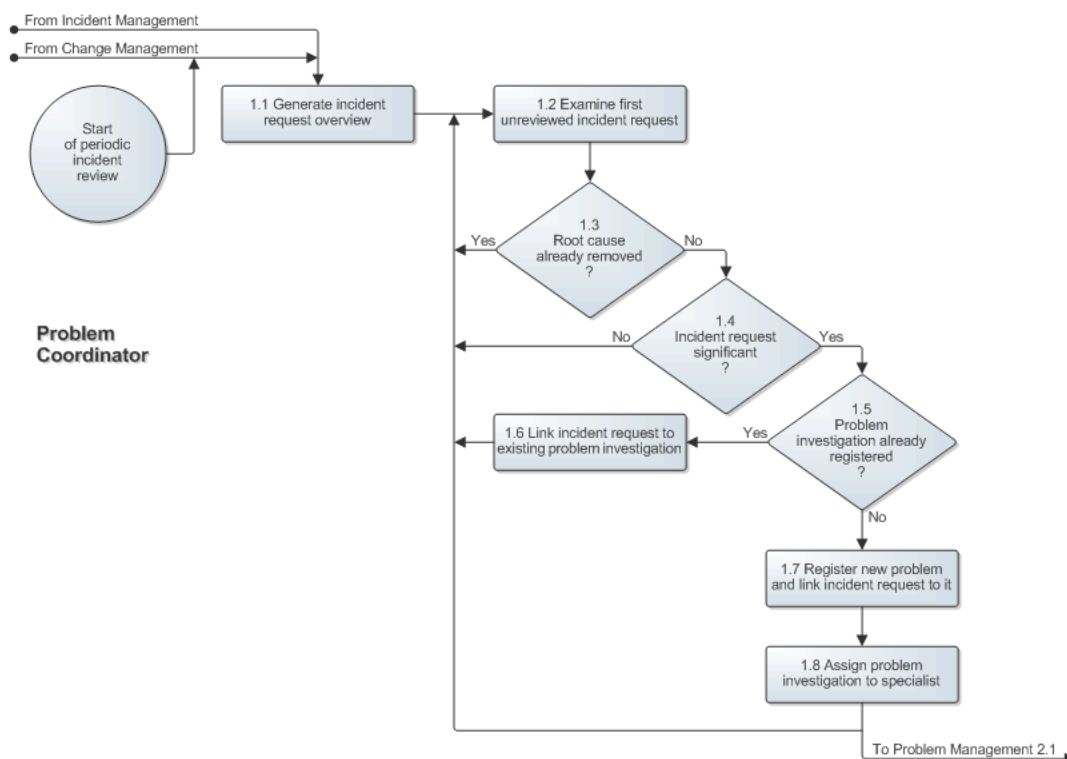 From Incident Management
From Change Management
Start
of periodic
incident
review
1.1 Generate incident
request overview
1.2 Examine first
unreviewed incident request
1.3
Root cause
already removed
?
Yes
No
Problem
Coordinator
1.4
Incident request
significant
?
No
Yes
1.5
Problem
investigation already
registered
?
Yes
1.6 Link incident request to
existing problem investigation
No
1.7 Register new problem
and link incident request to it
1.8 Assign problem
investigation to specialist
To Problem Management 2.1